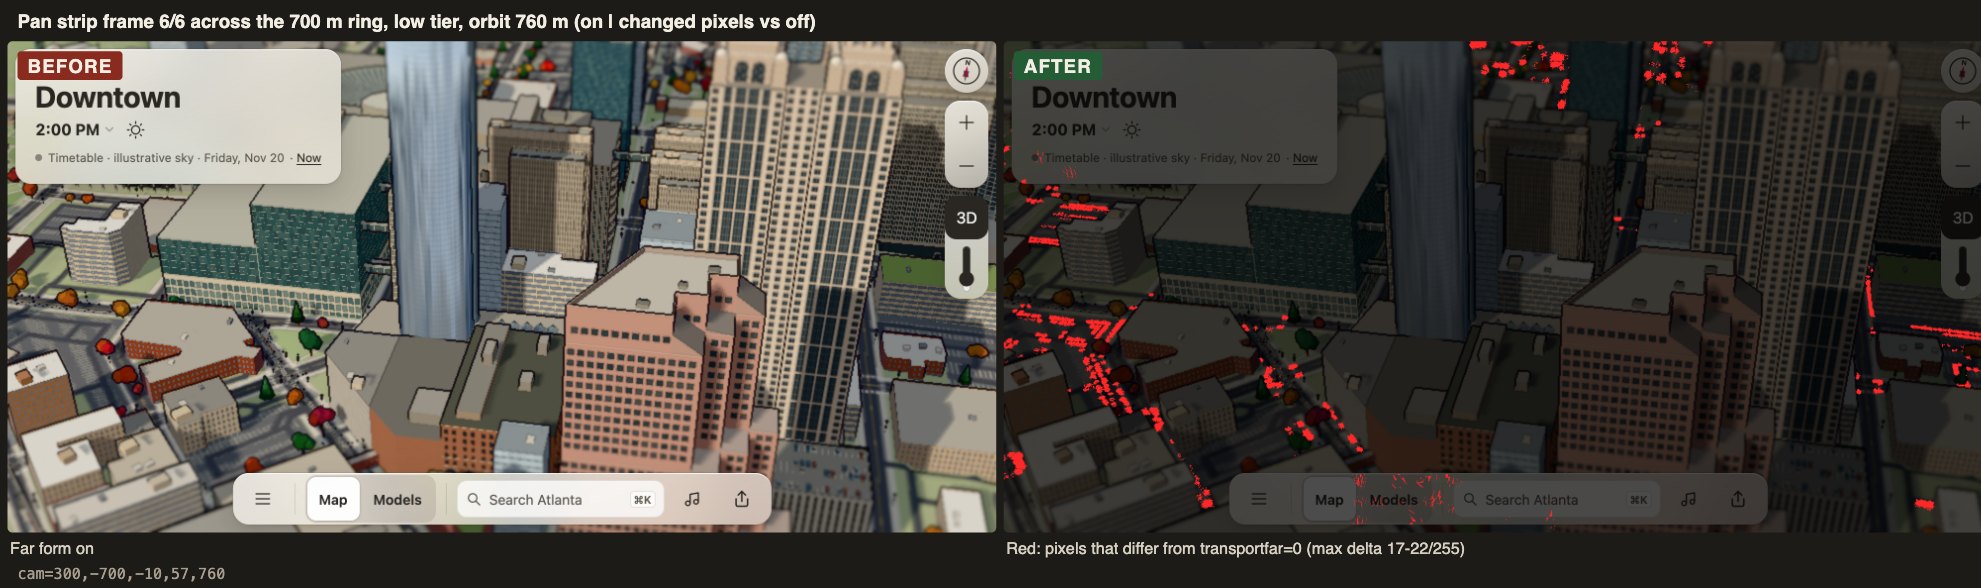 Pan strip frame 6/6 across the 700 m ring, low tier, orbit 760 m (on | changed pixels vs off)
BEFORE
Downtown
2:00 PM
Timetable · illustrative sky · Friday, Nov 20 · Now
N
+
−
3D
Map
Models
Search Atlanta
⌘K
AFTER
Downtown
2:00 PM
Timetable · illustrative sky · Friday, Nov 20 · Now
N
+
−
3D
Map
Models
Search Atlanta
⌘K
Far form on
cam=300,−700,−10,57,760
Red: pixels that differ from transportfar=0 (max delta 17-22/255)